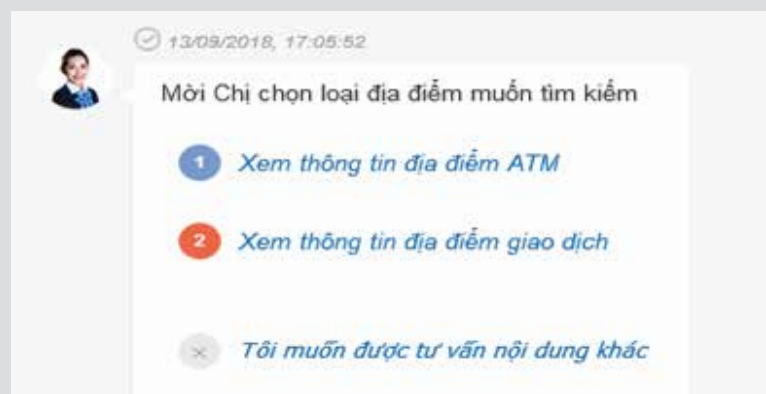 13/09/2018, 17:05:52
Mời Chị chọn loại địa điểm muốn tìm kiếm
1 Xem thông tin địa điểm ATM
2 Xem thông tin địa điểm giao dịch
× Tôi muốn được tư vấn nội dung khác